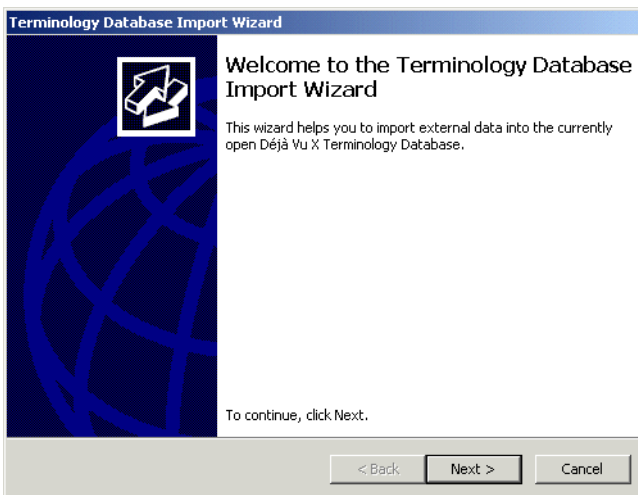 Terminology Database Import Wizard
Welcome to the Terminology Database
Import Wizard
This wizard helps you to import external data into the currently
open Déjà Vu X Terminology Database.
To continue, click Next.
< Back
Next >
Cancel